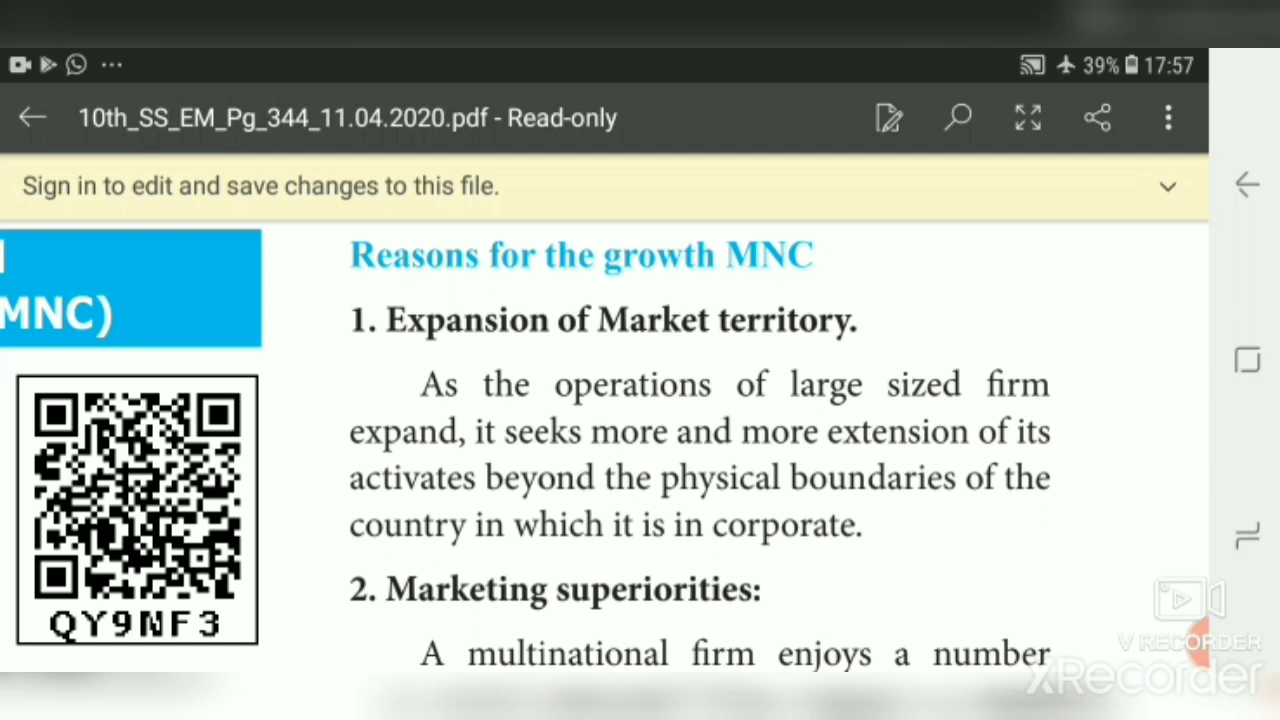 39% 17:57
10th_SS_EM_Pg_344_11.04.2020.pdf - Read-only
Sign in to edit and save changes to this file.
MNC)
QY9NF3
Reasons for the growth MNC
1. Expansion of Market territory.
As the operations of large sized firm
expand, it seeks more and more extension of its
activates beyond the physical boundaries of the
country in which it is in corporate.
2. Marketing superiorities:
A multinational firm enjoys a number
V RECORDER
XRecorder